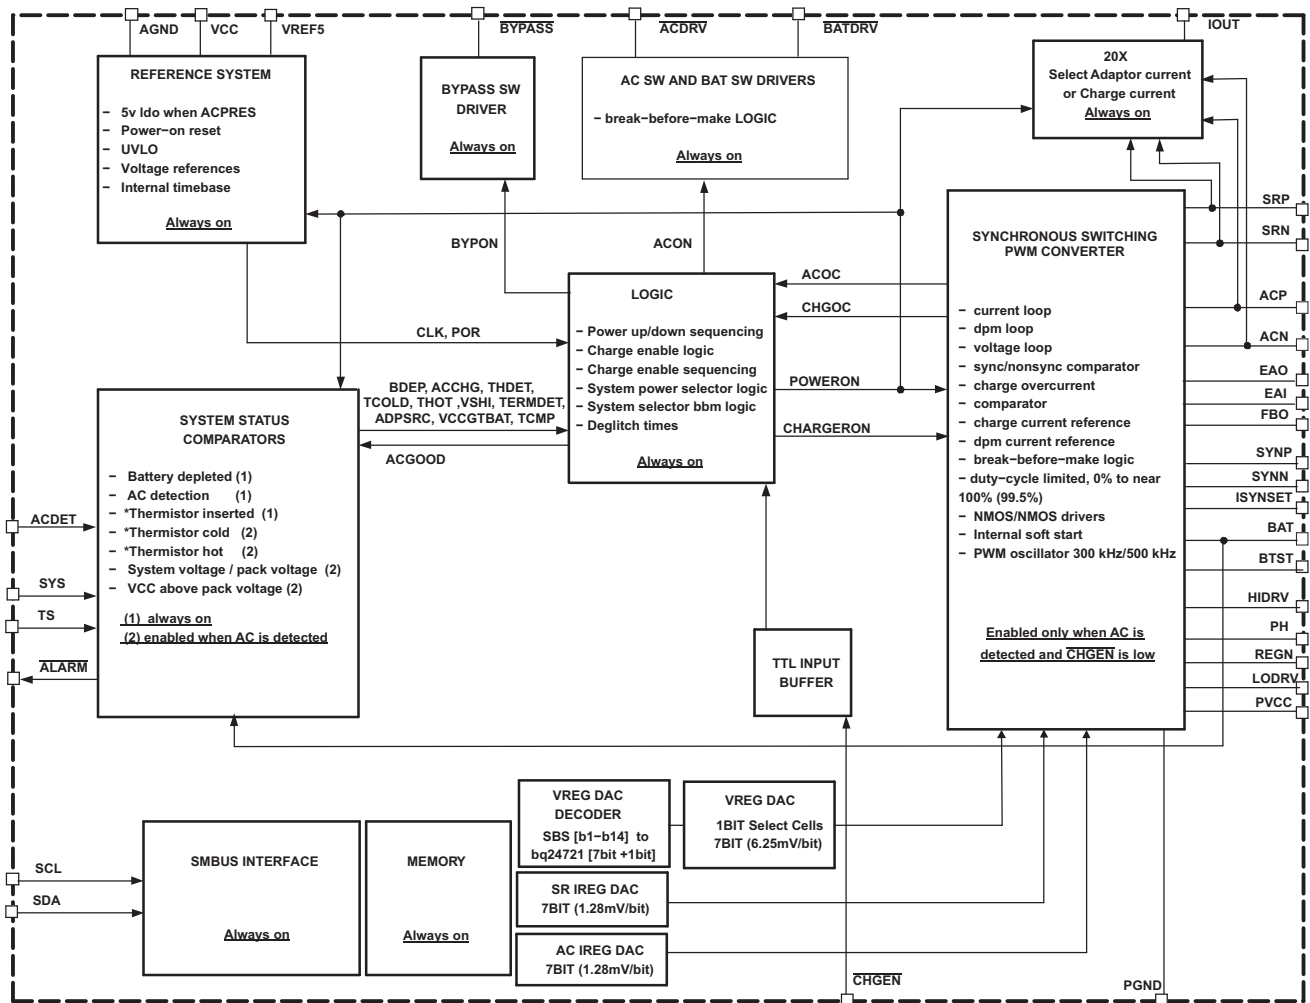 AGND
VCC
VREF5
BYPASS
ACDRV
BATDRV
IOUT
REFERENCE SYSTEM
− 5v ldo when ACPRES
− Power−on reset
− UVLO
− Voltage references
− Internal timebase
Always on
BYPASS SW
DRIVER
Always on
AC SW AND BAT SW DRIVERS
− break−before−make LOGIC
Always on
20X
Select Adaptor current
or Charge current
Always on
BYPON
ACON
CLK, POR
LOGIC
− Power up/down sequencing
− Charge enable logic
− Charge enable sequencing
− System power selector logic
− System selector bbm logic
− Deglitch times
Always on
ACOC
CHGOC
POWERON
CHARGERON
SYNCHRONOUS SWITCHING
PWM CONVERTER
− current loop
− dpm loop
− voltage loop
− sync/nonsync comparator
− charge overcurrent
− comparator
− charge current reference
− dpm current reference
− break−before−make logic
− duty−cycle limited, 0% to near
100% (99.5%)
− NMOS/NMOS drivers
− Internal soft start
− PWM oscillator 300 kHz/500 kHz
Enabled only when AC is
detected and CHGEN is low
SRP
SRN
ACP
ACN
EAO
EAI
FBO
SYNP
SYNN
ISYNSET
BAT
BTST
HIDRV
PH
REGN
LODRV
PVCC
BDEP, ACCHG, THDET,
TCOLD, THOT ,VSHI, TERMDET,
ADPSRC, VCCGTBAT, TCMP
ACGOOD
SYSTEM STATUS
COMPARATORS
− Battery depleted (1)
− AC detection (1)
− *Thermistor inserted (1)
− *Thermistor cold (2)
− *Thermistor hot (2)
− System voltage / pack voltage (2)
− VCC above pack voltage (2)
(1) always on
(2) enabled when AC is detected
ACDET
SYS
TS
ALARM
TTL INPUT
BUFFER
VREG DAC
DECODER
SBS [b1−b14] to
bq24721 [7bit +1bit]
VREG DAC
1BIT Select Cells
7BIT (6.25mV/bit)
SMBUS INTERFACE
Always on
MEMORY
Always on
SR IREG DAC
7BIT (1.28mV/bit)
AC IREG DAC
7BIT (1.28mV/bit)
SCL
SDA
CHGEN
PGND